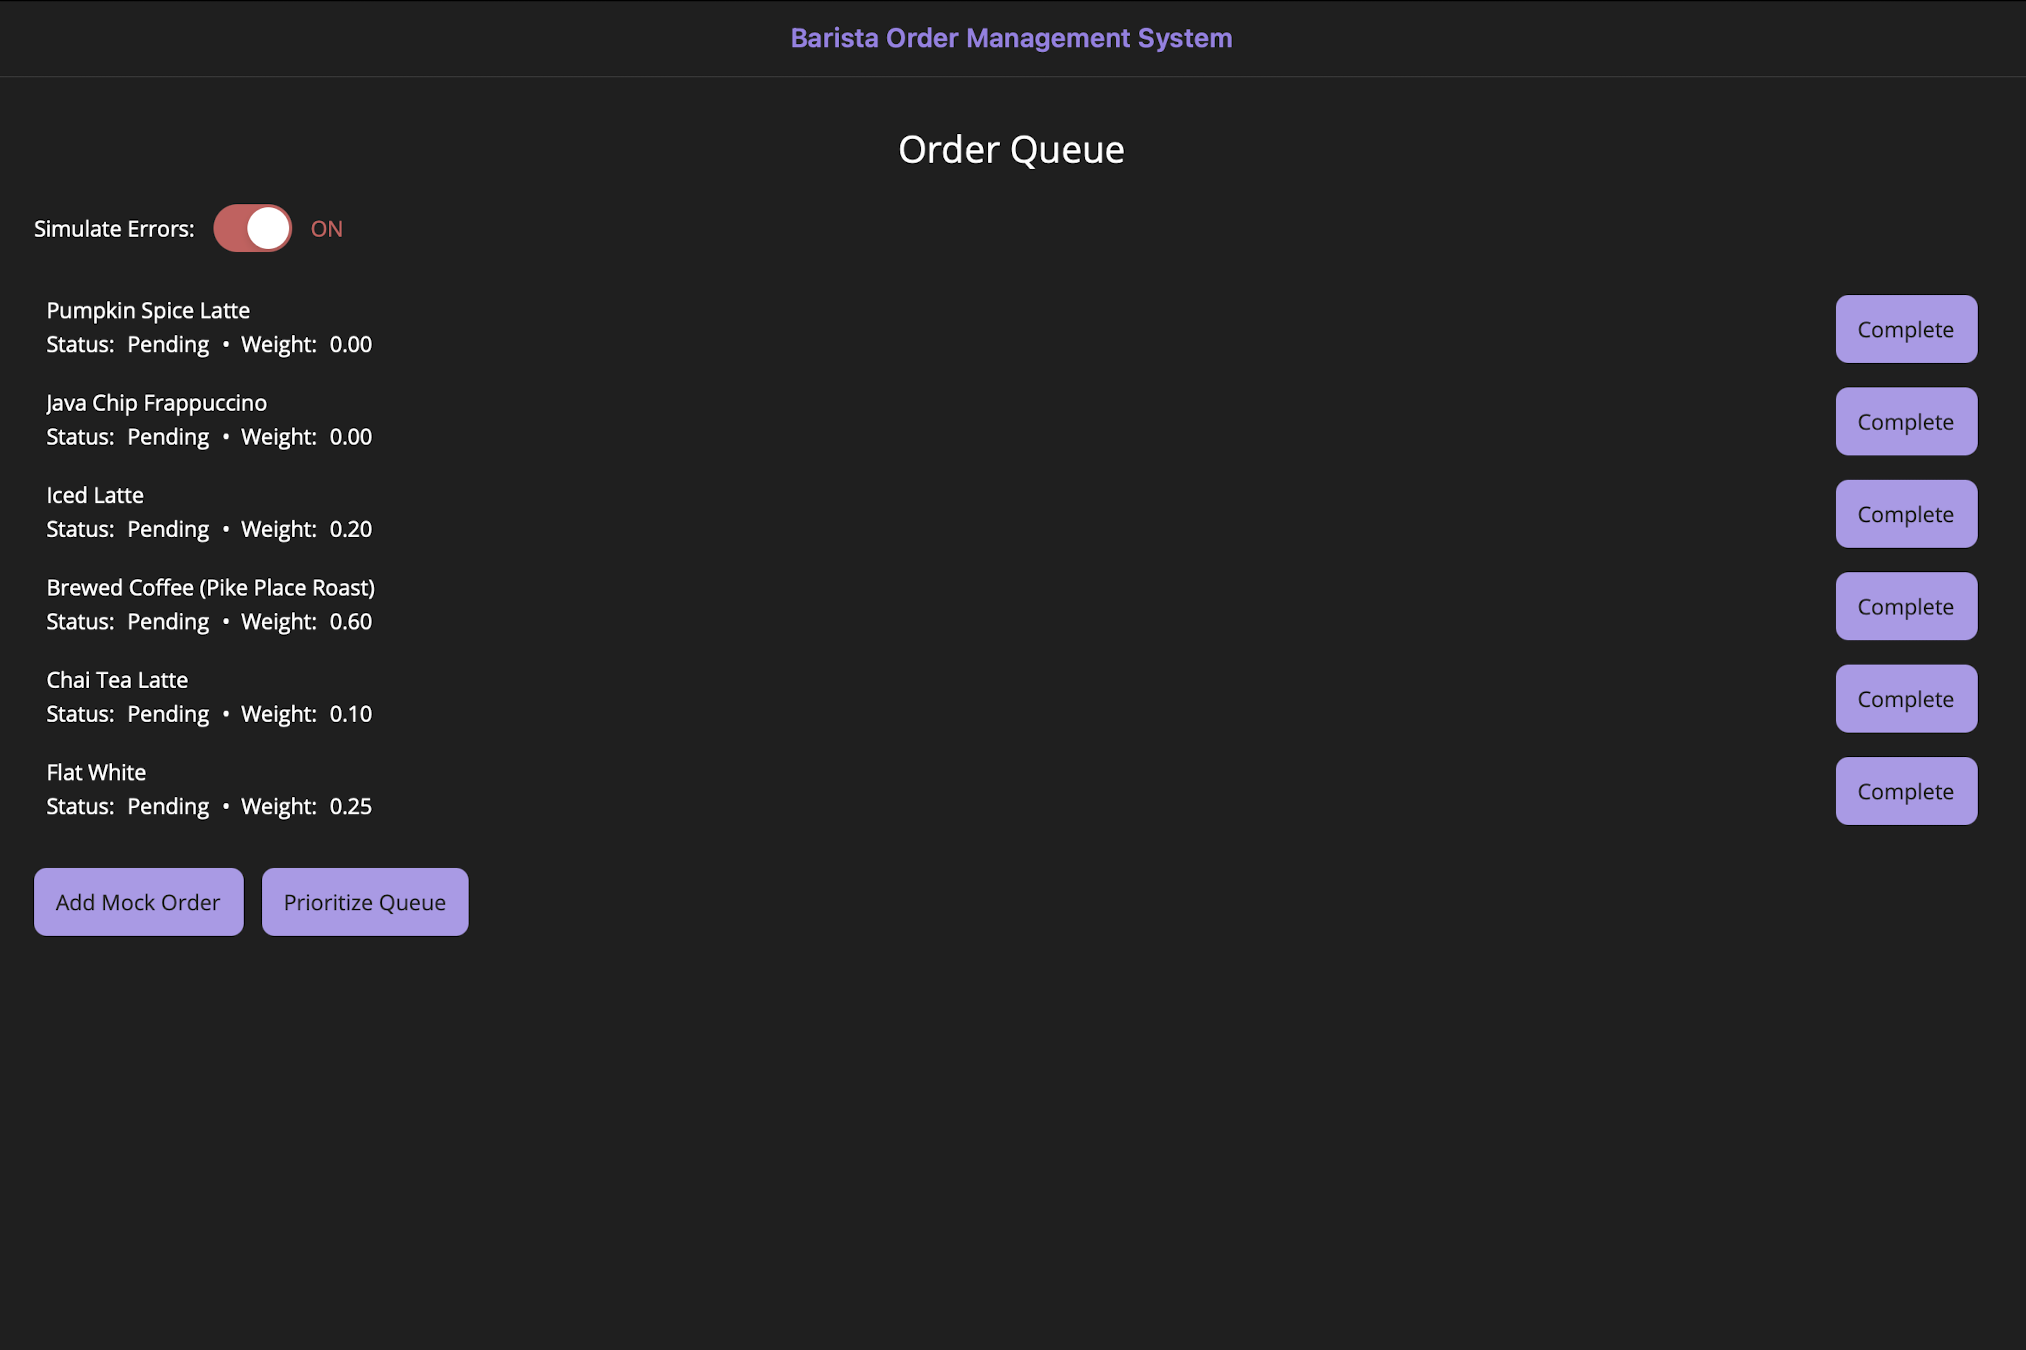 Barista Order Management System
Order Queue
Simulate Errors: ON
Pumpkin Spice Latte
Status: Pending • Weight: 0.00
Complete
Java Chip Frappuccino
Status: Pending • Weight: 0.00
Complete
Iced Latte
Status: Pending • Weight: 0.20
Complete
Brewed Coffee (Pike Place Roast)
Status: Pending • Weight: 0.60
Complete
Chai Tea Latte
Status: Pending • Weight: 0.10
Complete
Flat White
Status: Pending • Weight: 0.25
Complete
Add Mock Order Prioritize Queue